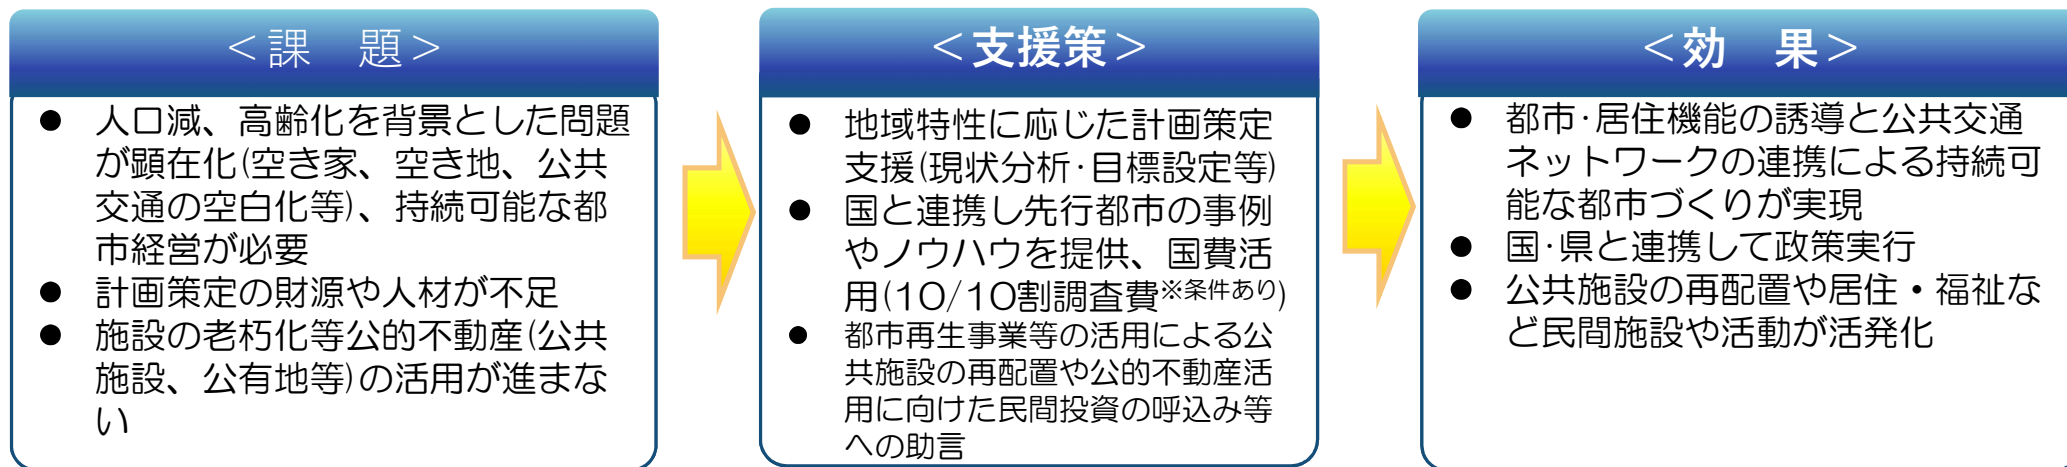 ＜課　題＞
● 人口減、高齢化を背景とした問題
が顕在化(空き家、空き地、公共
交通の空白化等)、持続可能な都
市経営が必要
● 計画策定の財源や人材が不足
● 施設の老朽化等公的不動産(公共
施設、公有地等)の活用が進まな
い
＜支援策＞
● 地域特性に応じた計画策定
支援(現状分析･目標設定等)
● 国と連携し先行都市の事例
やノウハウを提供、国費活
用(10/10割調査費※条件あり)
● 都市再生事業等の活用による公
共施設の再配置や公的不動産活
用に向けた民間投資の呼込み等
への助言
＜効　果＞
● 都市･居住機能の誘導と公共交通
ネットワークの連携による持続可
能な都市づくりが実現
● 国･県と連携して政策実行
● 公共施設の再配置や居住・福祉な
ど民間施設や活動が活発化